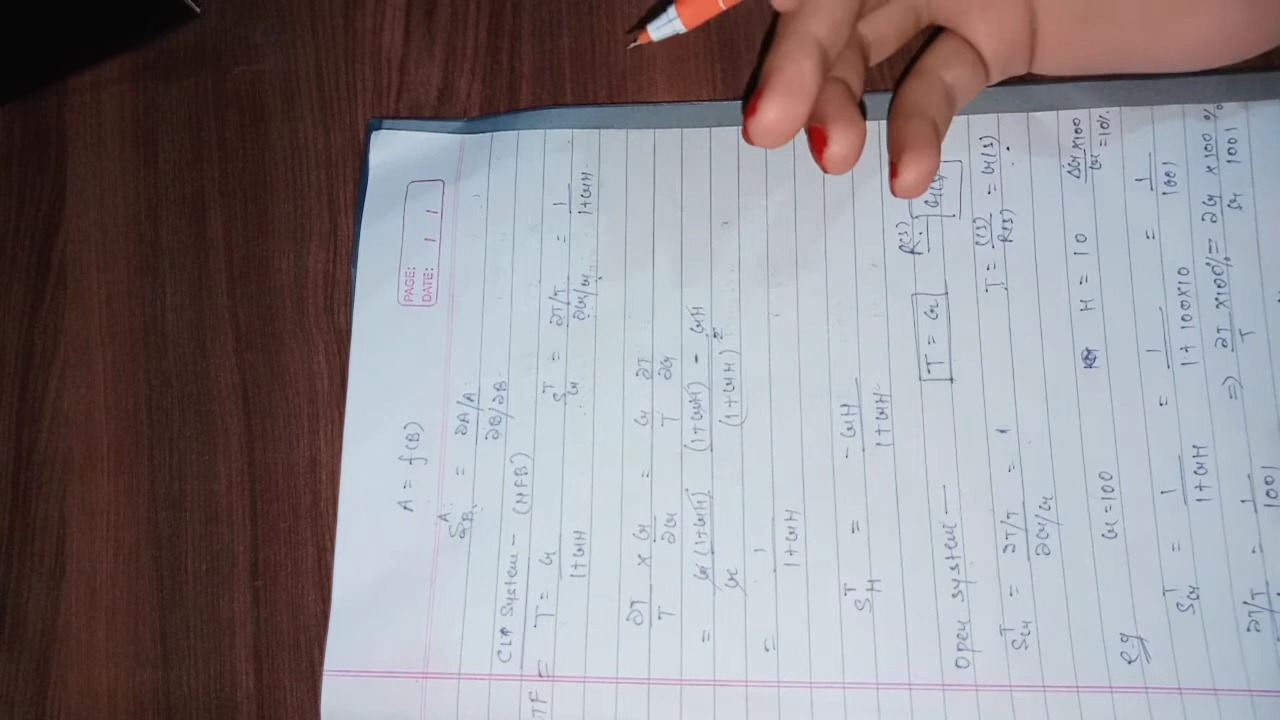 PAGE:
DATE: / /
A = f(B)
S^A_B = ∂A/A / ∂B/∂B
CL System - (NFB)
TF = T = G / 1+GH    S^T_G = ∂T/T / ∂G/G = 1 / 1+GH
∂T / T × G / ∂G = G / T ∂T / ∂G
= G(1+GH) / G (1+GH) - GH / (1+GH)^2
= 1 / 1+GH
S^T_H = -GH / 1+GH
R(s) G(s)
Open system - T = G
S^T_G = ∂T/T / ∂G/G = 1    T = C(s) / R(s) = G(s)
e.g G = 100    H = 10    ΔG / G ×100 = 10%
S^T_G = 1 / 1+GH = 1 / 1+100×10 = 1 / 1001
∂T/T = 1 / 1001 => ∂T / T ×100% = ∂G / G ×100 / 1001 %